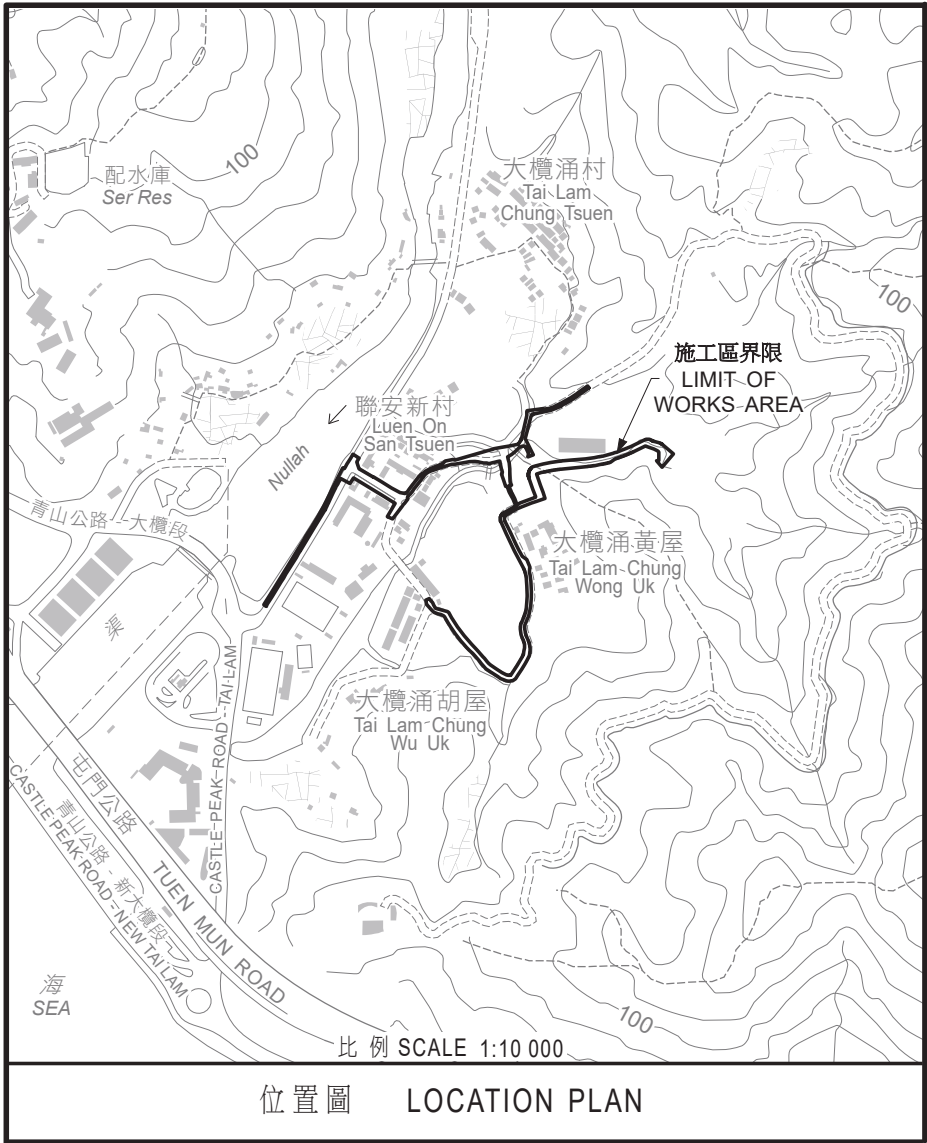 100
配水庫
Ser Res
大欖涌村
Tai Lam
Chung Tsuen
100
施工區界限
LIMIT OF
WORKS AREA
聯安新村
Luen On
San Tsuen
Nullah
青山公路 - 大欖段
大欖涌黃屋
Tai Lam Chung
Wong Uk
渠
CASTLE PEAK ROAD - TAI LAM
大欖涌胡屋
Tai Lam Chung
Wu Uk
屯門公路
TUEN MUN ROAD
青山公路 - 新大欖段
CASTLE PEAK ROAD - NEW TAI LAM
海
SEA
100
比 例 SCALE 1:10 000
位置圖 LOCATION PLAN